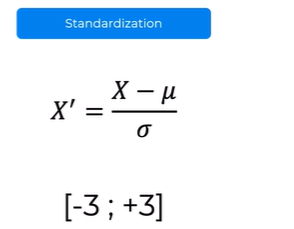 Standardization
X′ = (X − μ) / σ
[-3 ; +3]